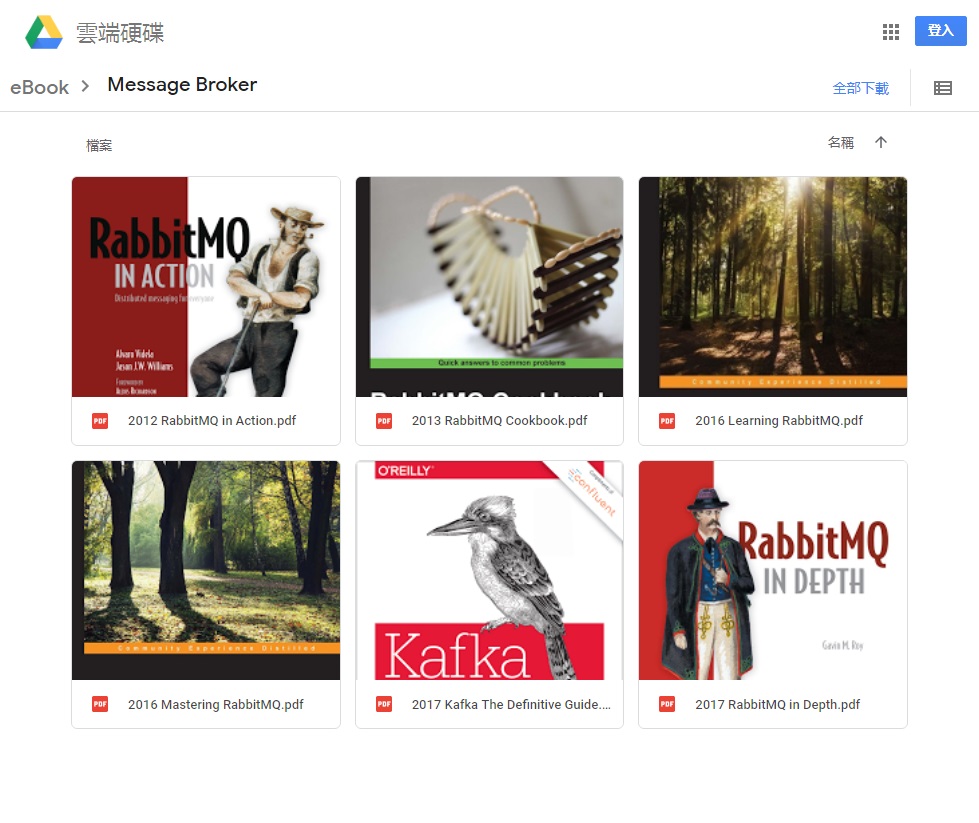 雲端硬碟
登入
eBook > Message Broker
全部下載
檔案
名稱
RabbitMQ
IN ACTION
Distributed messaging for everyone
Alvaro Videla
Jason J.W. Williams
FOREWORD BY
ALEXIS RICHARDSON
PDF 2012 RabbitMQ in Action.pdf
Quick answers to common problems
RabbitMQ Cookbook
PDF 2013 RabbitMQ Cookbook.pdf
Community Experience Distilled
PDF 2016 Learning RabbitMQ.pdf
Community Experience Distilled
PDF 2016 Mastering RabbitMQ.pdf
O'REILLY®
Compliments of
confluent
Kafka
PDF 2017 Kafka The Definitive Guide....
RabbitMQ
IN DEPTH
Gavin M. Roy
PDF 2017 RabbitMQ in Depth.pdf